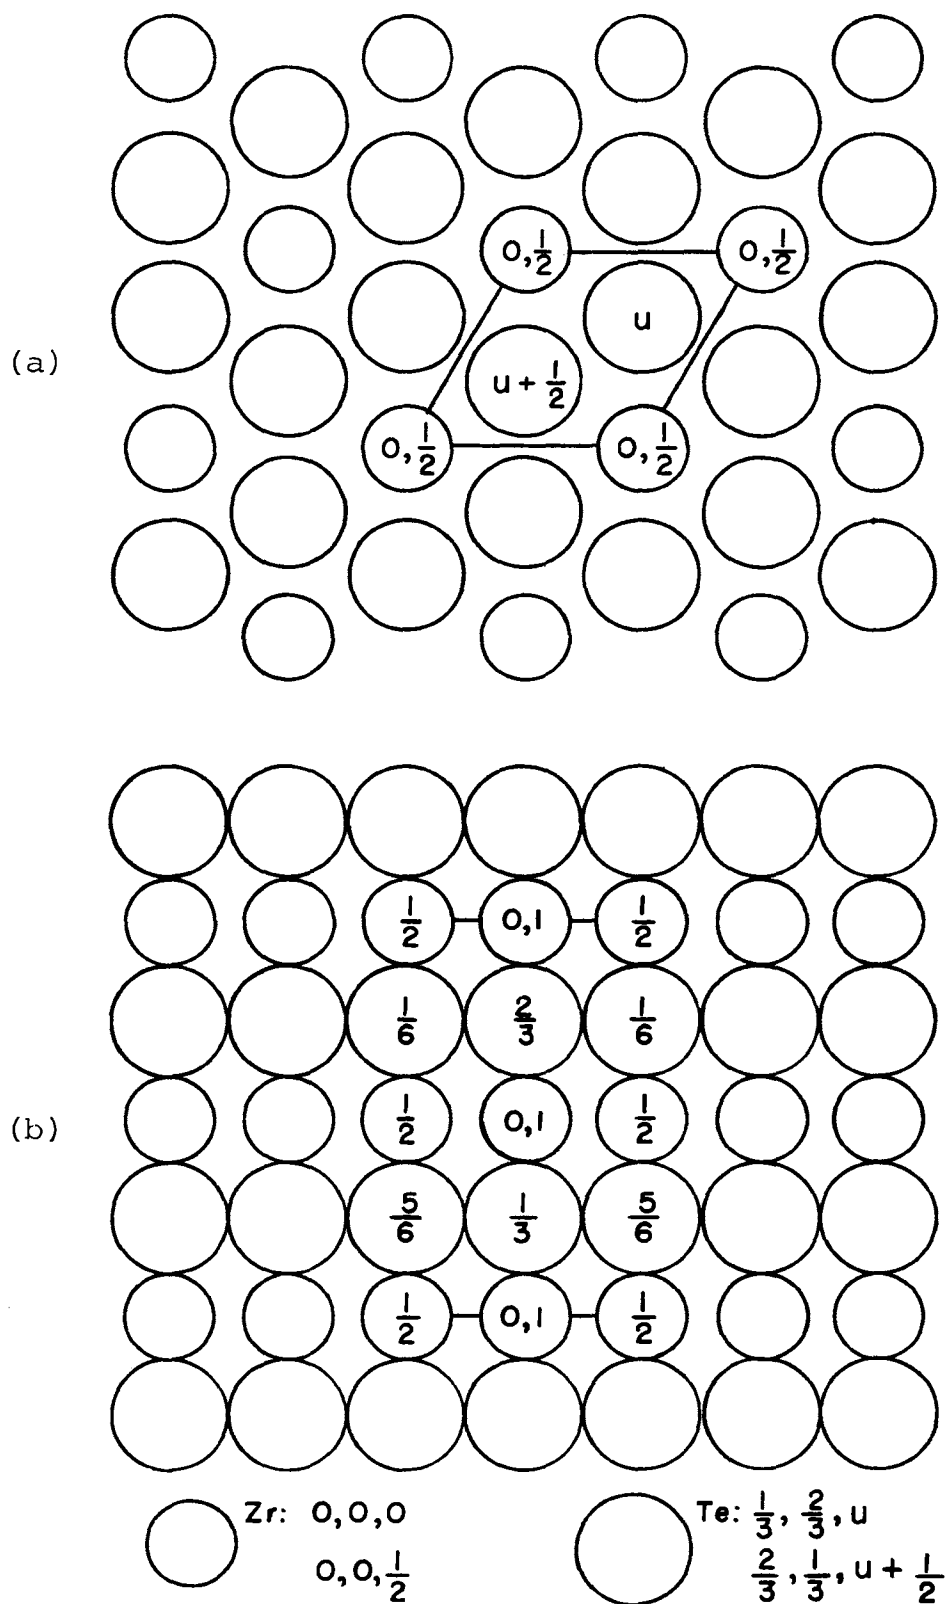 0, 1/2 0, 1/2
u
(a)
u + 1/2
0, 1/2 0, 1/2
1/2 0,1 1/2
1/6 2/3 1/6
(b)
1/2 0,1 1/2
5/6 1/3 5/6
1/2 0,1 1/2
Zr: 0,0,0
0,0,1/2
Te: 1/3, 2/3, u
2/3, 1/3, u + 1/2